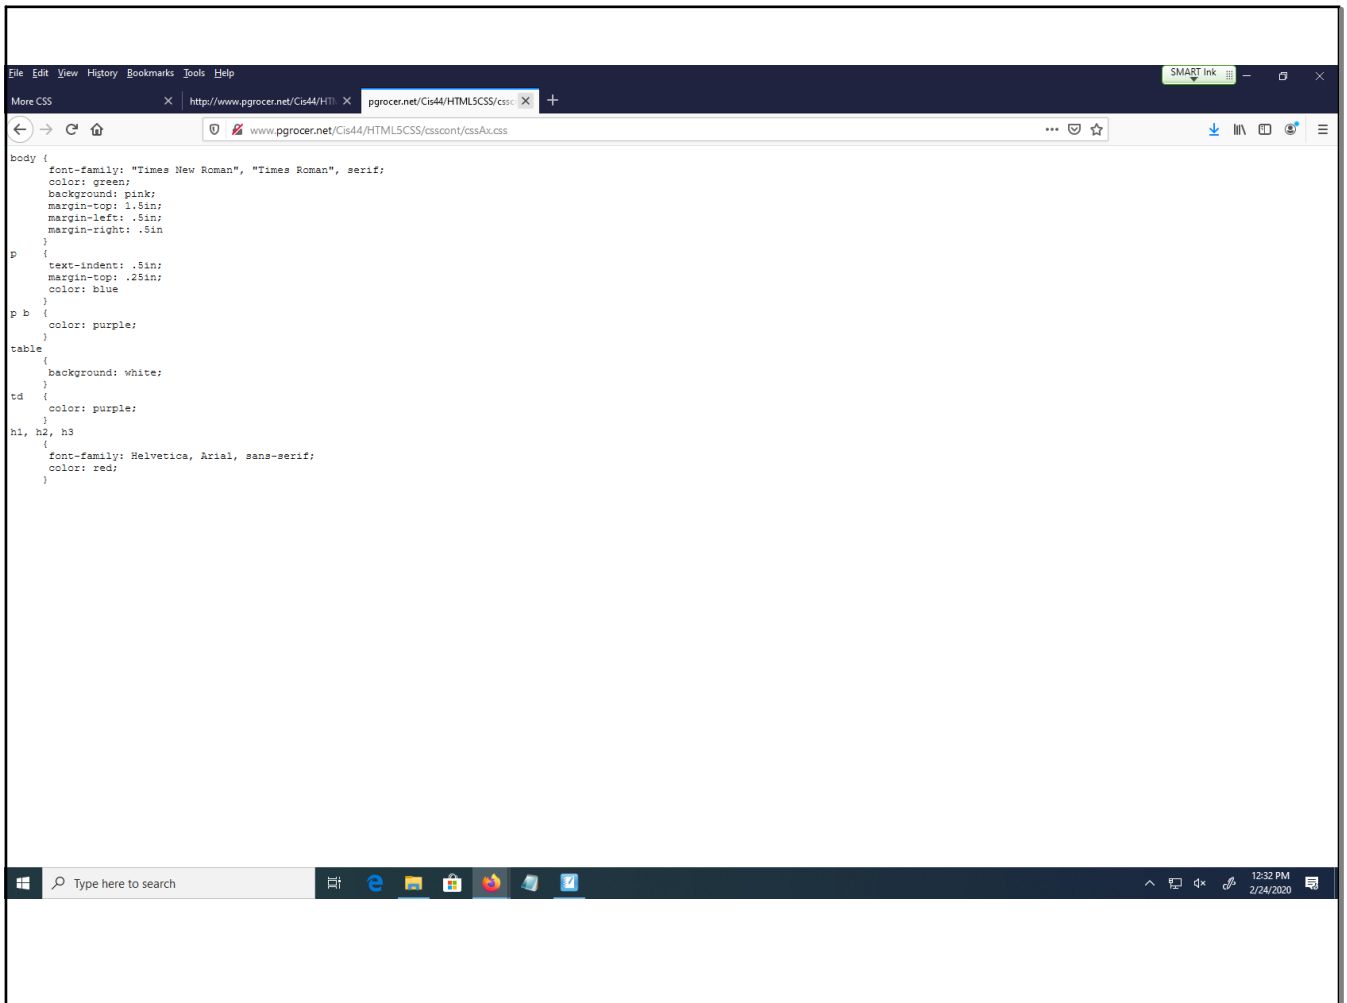 File Edit View History Bookmarks Tools Help
SMART Ink
More CSS
http://www.pgrocer.net/Cis44/HTM
pgrocer.net/Cis44/HTML5CSS/cssc
www.pgrocer.net/Cis44/HTML5CSS/csscont/cssAx.css
body {
font-family: "Times New Roman", "Times Roman", serif;
color: green;
background: pink;
margin-top: 1.5in;
margin-left: .5in;
margin-right: .5in
}
p {
text-indent: .5in;
margin-top: .25in;
color: blue
}
p b {
color: purple;
}
table
{
background: white;
}
td {
color: purple;
}
h1, h2, h3
{
font-family: Helvetica, Arial, sans-serif;
color: red;
}
Type here to search
12:32 PM
2/24/2020